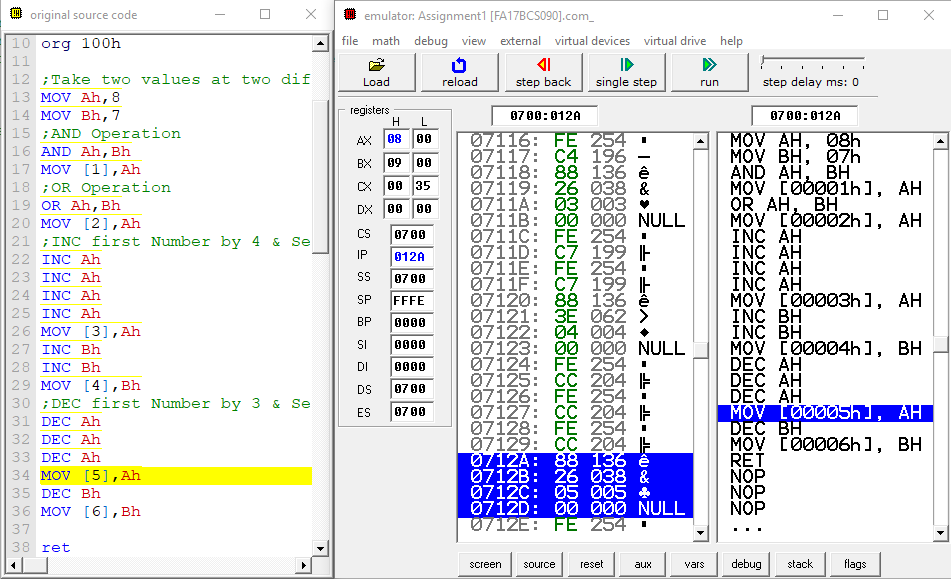 original source code
10 org 100h
11
12 ;Take two values at two dif
13 MOV Ah,8
14 MOV Bh,7
15 ;AND Operation
16 AND Ah,Bh
17 MOV [1],Ah
18 ;OR Operation
19 OR Ah,Bh
20 MOV [2],Ah
21 ;INC first Number by 4 & Se
22 INC Ah
23 INC Ah
24 INC Ah
25 INC Ah
26 MOV [3],Ah
27 INC Bh
28 INC Bh
29 MOV [4],Bh
30 ;DEC first Number by 3 & Se
31 DEC Ah
32 DEC Ah
33 DEC Ah
34 MOV [5],Ah
35 DEC Bh
36 MOV [6],Bh
37
38 ret
emulator: Assignment1 [FA17BCS090].com_
file math debug view external virtual devices virtual drive help
Load reload step back single step run step delay ms: 0
registers
H L
AX 08 00
BX 09 00
CX 00 35
DX 00 00
CS 0700
IP 012A
SS 0700
SP FFFE
BP 0000
SI 0000
DI 0000
DS 0700
ES 0700
0700:012A
07116: FE 254 ▪
07117: C4 196 ─
07118: 88 136 ê
07119: 26 038 &
0711A: 03 003 ♥
0711B: 00 000 NULL
0711C: FE 254 ▪
0711D: C7 199 ╟
0711E: FE 254 ▪
0711F: C7 199 ╟
07120: 88 136 ê
07121: 3E 062 >
07122: 04 004 ♦
07123: 00 000 NULL
07124: FE 254 ▪
07125: CC 204 ╠
07126: FE 254 ▪
07127: CC 204 ╠
07128: FE 254 ▪
07129: CC 204 ╠
0712A: 88 136 ê
0712B: 26 038 &
0712C: 05 005 ♣
0712D: 00 000 NULL
0712E: FE 254 ▪
0700:012A
MOV AH, 08h
MOV BH, 07h
AND AH, BH
MOV [00001h], AH
OR AH, BH
MOV [00002h], AH
INC AH
INC AH
INC AH
INC AH
MOV [00003h], AH
INC BH
INC BH
MOV [00004h], BH
DEC AH
DEC AH
DEC AH
MOV [00005h], AH
DEC BH
MOV [00006h], BH
RET
NOP
NOP
NOP
...
screen source reset aux vars debug stack flags